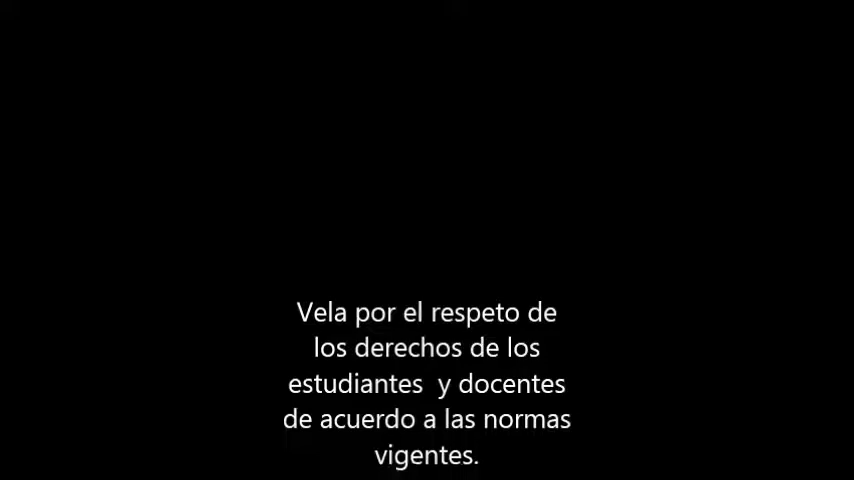 Vela por el respeto de
los derechos de los
estudiantes  y docentes
de acuerdo a las normas
vigentes.